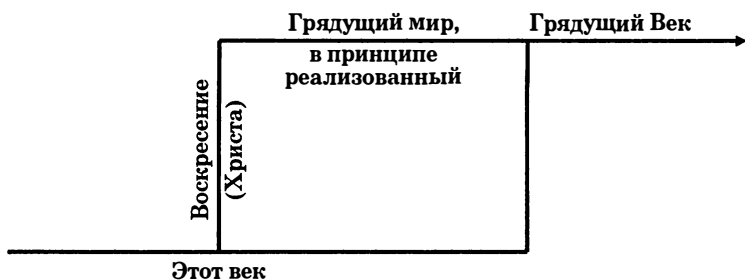 Грядущий мир,
Грядущий Век
в принципе
реализованный
Воскресение
(Христа)
Этот век